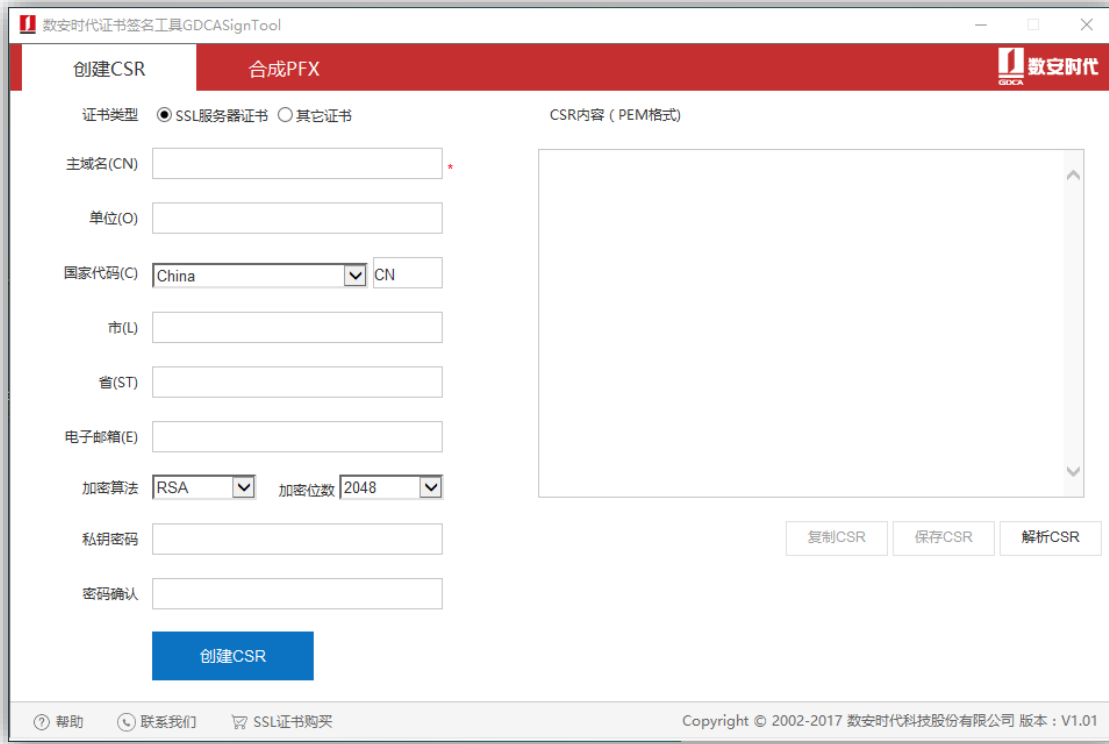 数安时代证书签名工具GDCASignTool
创建CSR 合成PFX
GDCA 数安时代
证书类型 SSL服务器证书 其它证书
CSR内容（PEM格式)
主域名(CN) *
单位(O)
国家代码(C) China CN
市(L)
省(ST)
电子邮箱(E)
加密算法 RSA 加密位数 2048
复制CSR 保存CSR 解析CSR
私钥密码
密码确认
创建CSR
? 帮助 联系我们 SSL证书购买 Copyright © 2002-2017 数安时代科技股份有限公司 版本：V1.01